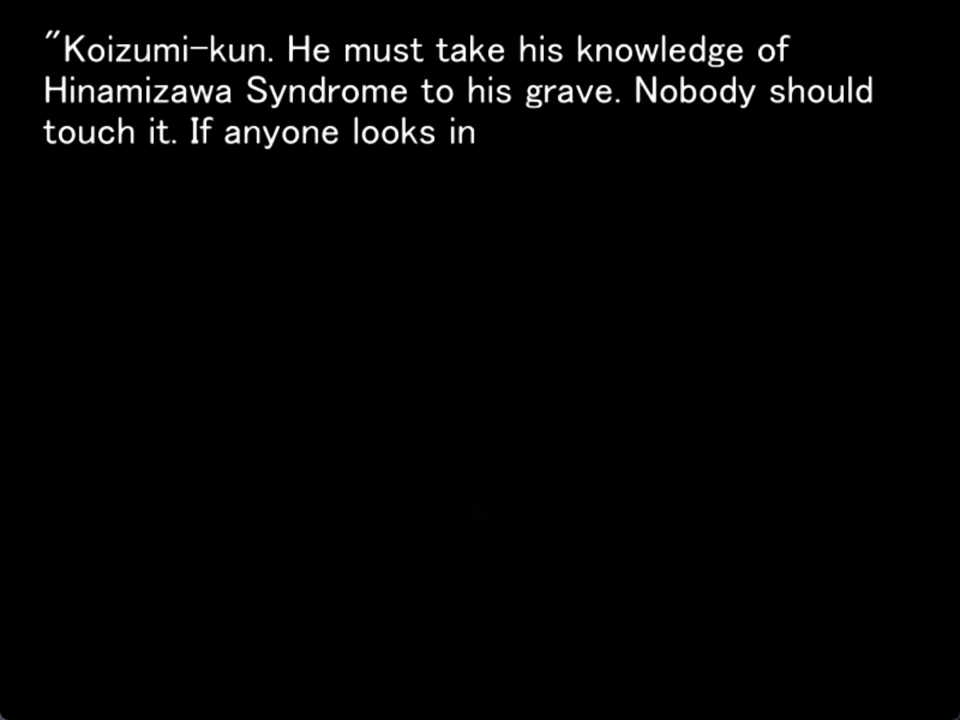 "Koizumi-kun. He must take his knowledge of
Hinamizawa Syndrome to his grave. Nobody should
touch it. If anyone looks in